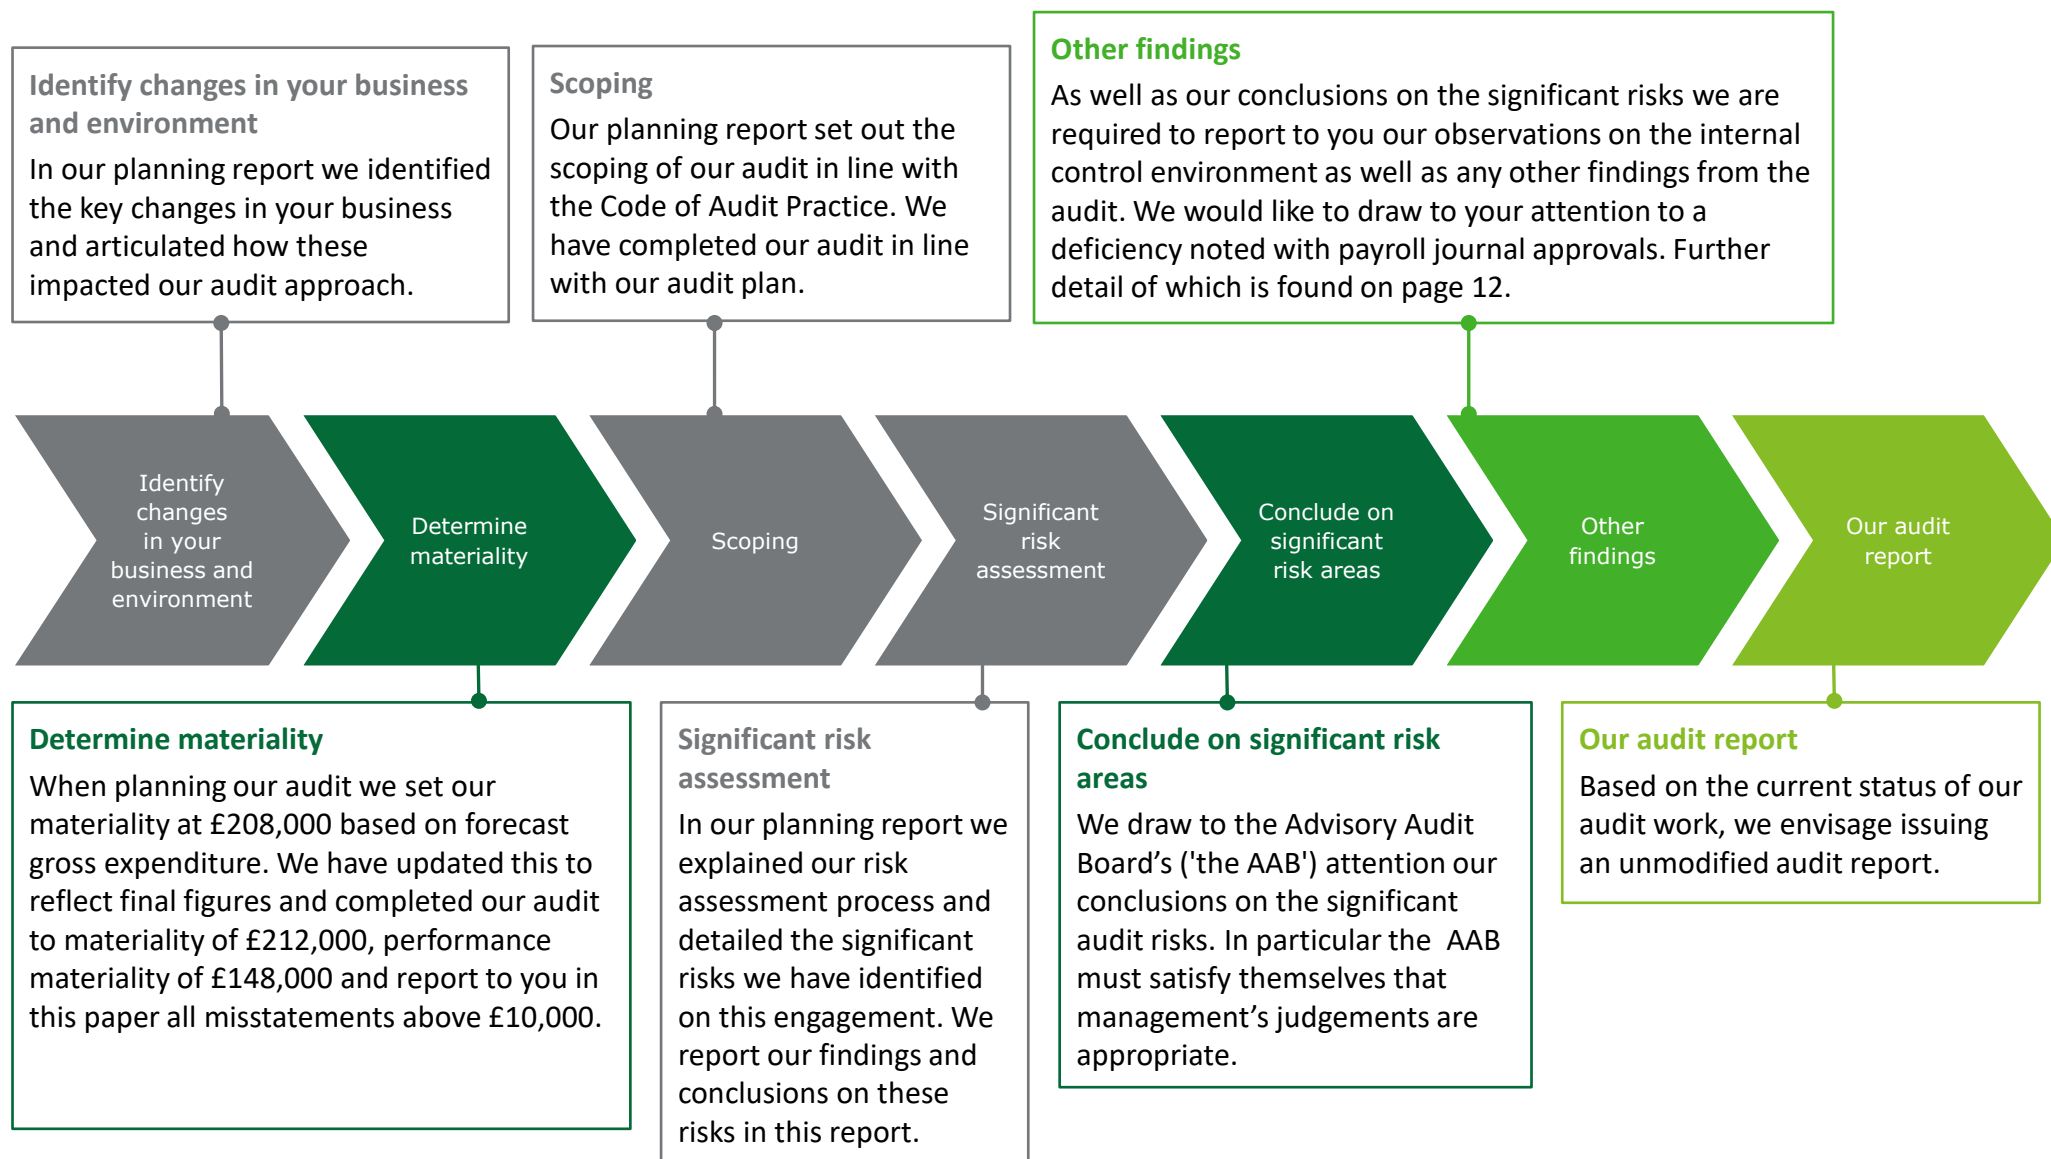 Identify changes in your business
and environment
In our planning report we identified
the key changes in your business
and articulated how these
impacted our audit approach.
Scoping
Our planning report set out the
scoping of our audit in line with
the Code of Audit Practice. We
have completed our audit in line
with our audit plan.
Other findings
As well as our conclusions on the significant risks we are
required to report to you our observations on the internal
control environment as well as any other findings from the
audit. We would like to draw to your attention to a
deficiency noted with payroll journal approvals. Further
detail of which is found on page 12.
Identify
changes
in your
business and
environment
Determine
materiality
Scoping
Significant
risk
assessment
Conclude on
significant
risk areas
Other
findings
Our audit
report
Determine materiality
When planning our audit we set our
materiality at £208,000 based on forecast
gross expenditure. We have updated this to
reflect final figures and completed our audit
to materiality of £212,000, performance
materiality of £148,000 and report to you in
this paper all misstatements above £10,000.
Significant risk
assessment
In our planning report we
explained our risk
assessment process and
detailed the significant
risks we have identified
on this engagement. We
report our findings and
conclusions on these
risks in this report.
Conclude on significant risk
areas
We draw to the Advisory Audit
Board’s ('the AAB') attention our
conclusions on the significant
audit risks. In particular the  AAB
must satisfy themselves that
management’s judgements are
appropriate.
Our audit report
Based on the current status of our
audit work, we envisage issuing
an unmodified audit report.